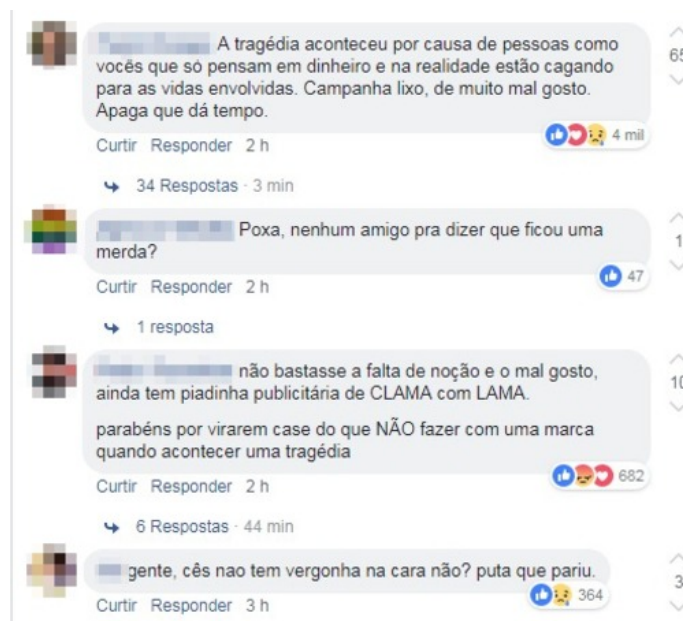 A tragédia aconteceu por causa de pessoas como
vocês que só pensam em dinheiro e na realidade estão cagando
para as vidas envolvidas. Campanha lixo, de muito mal gosto.
Apaga que dá tempo.
4 mil
65
Curtir Responder 2 h
34 Respostas · 3 min
Poxa, nenhum amigo pra dizer que ficou uma
merda?
47
1
Curtir Responder 2 h
1 resposta
não bastasse a falta de noção e o mal gosto,
ainda tem piadinha publicitária de CLAMA com LAMA.
10
parabéns por virarem case do que NÃO fazer com uma marca
quando acontecer uma tragédia
682
Curtir Responder 2 h
6 Respostas · 44 min
gente, cês nao tem vergonha na cara não? puta que pariu.
3
364
Curtir Responder 3 h